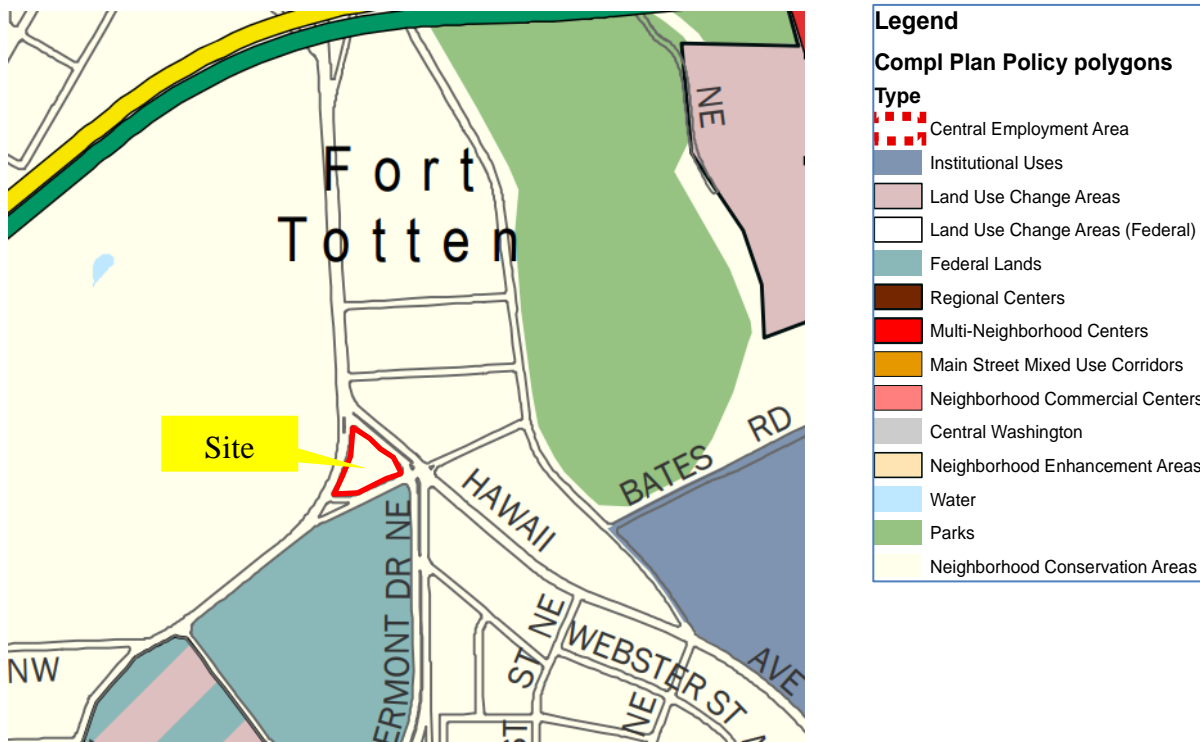 NE
Fort
Totten
Site
HAWAII
BATES RD
ERMONT DR NE
NW
ST NE
WEBSTER ST
NE
AVE
ST
Legend
Compl Plan Policy polygons
Type
Central Employment Area
Institutional Uses
Land Use Change Areas
Land Use Change Areas (Federal)
Federal Lands
Regional Centers
Multi-Neighborhood Centers
Main Street Mixed Use Corridors
Neighborhood Commercial Centers
Central Washington
Neighborhood Enhancement Areas
Water
Parks
Neighborhood Conservation Areas